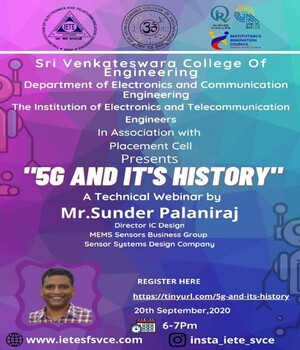 Sri Venkateswara College Of
Engineering
Department of Electronics and Communication
Engineering
The Institution of Electronics and Telecommunication
Engineers
In Association with
Placement Cell
Presents
"5G AND IT'S HISTORY"
A Technical Webinar by
Mr.Sunder Palaniraj
Director IC Design
MEMS Sensors Business Group
Sensor Systems Design Company
REGISTER HERE
https://tinyurl.com/5g-and-its-history
20th September,2020
6-7Pm
www.ietesfsvce.com
insta_iete_svce